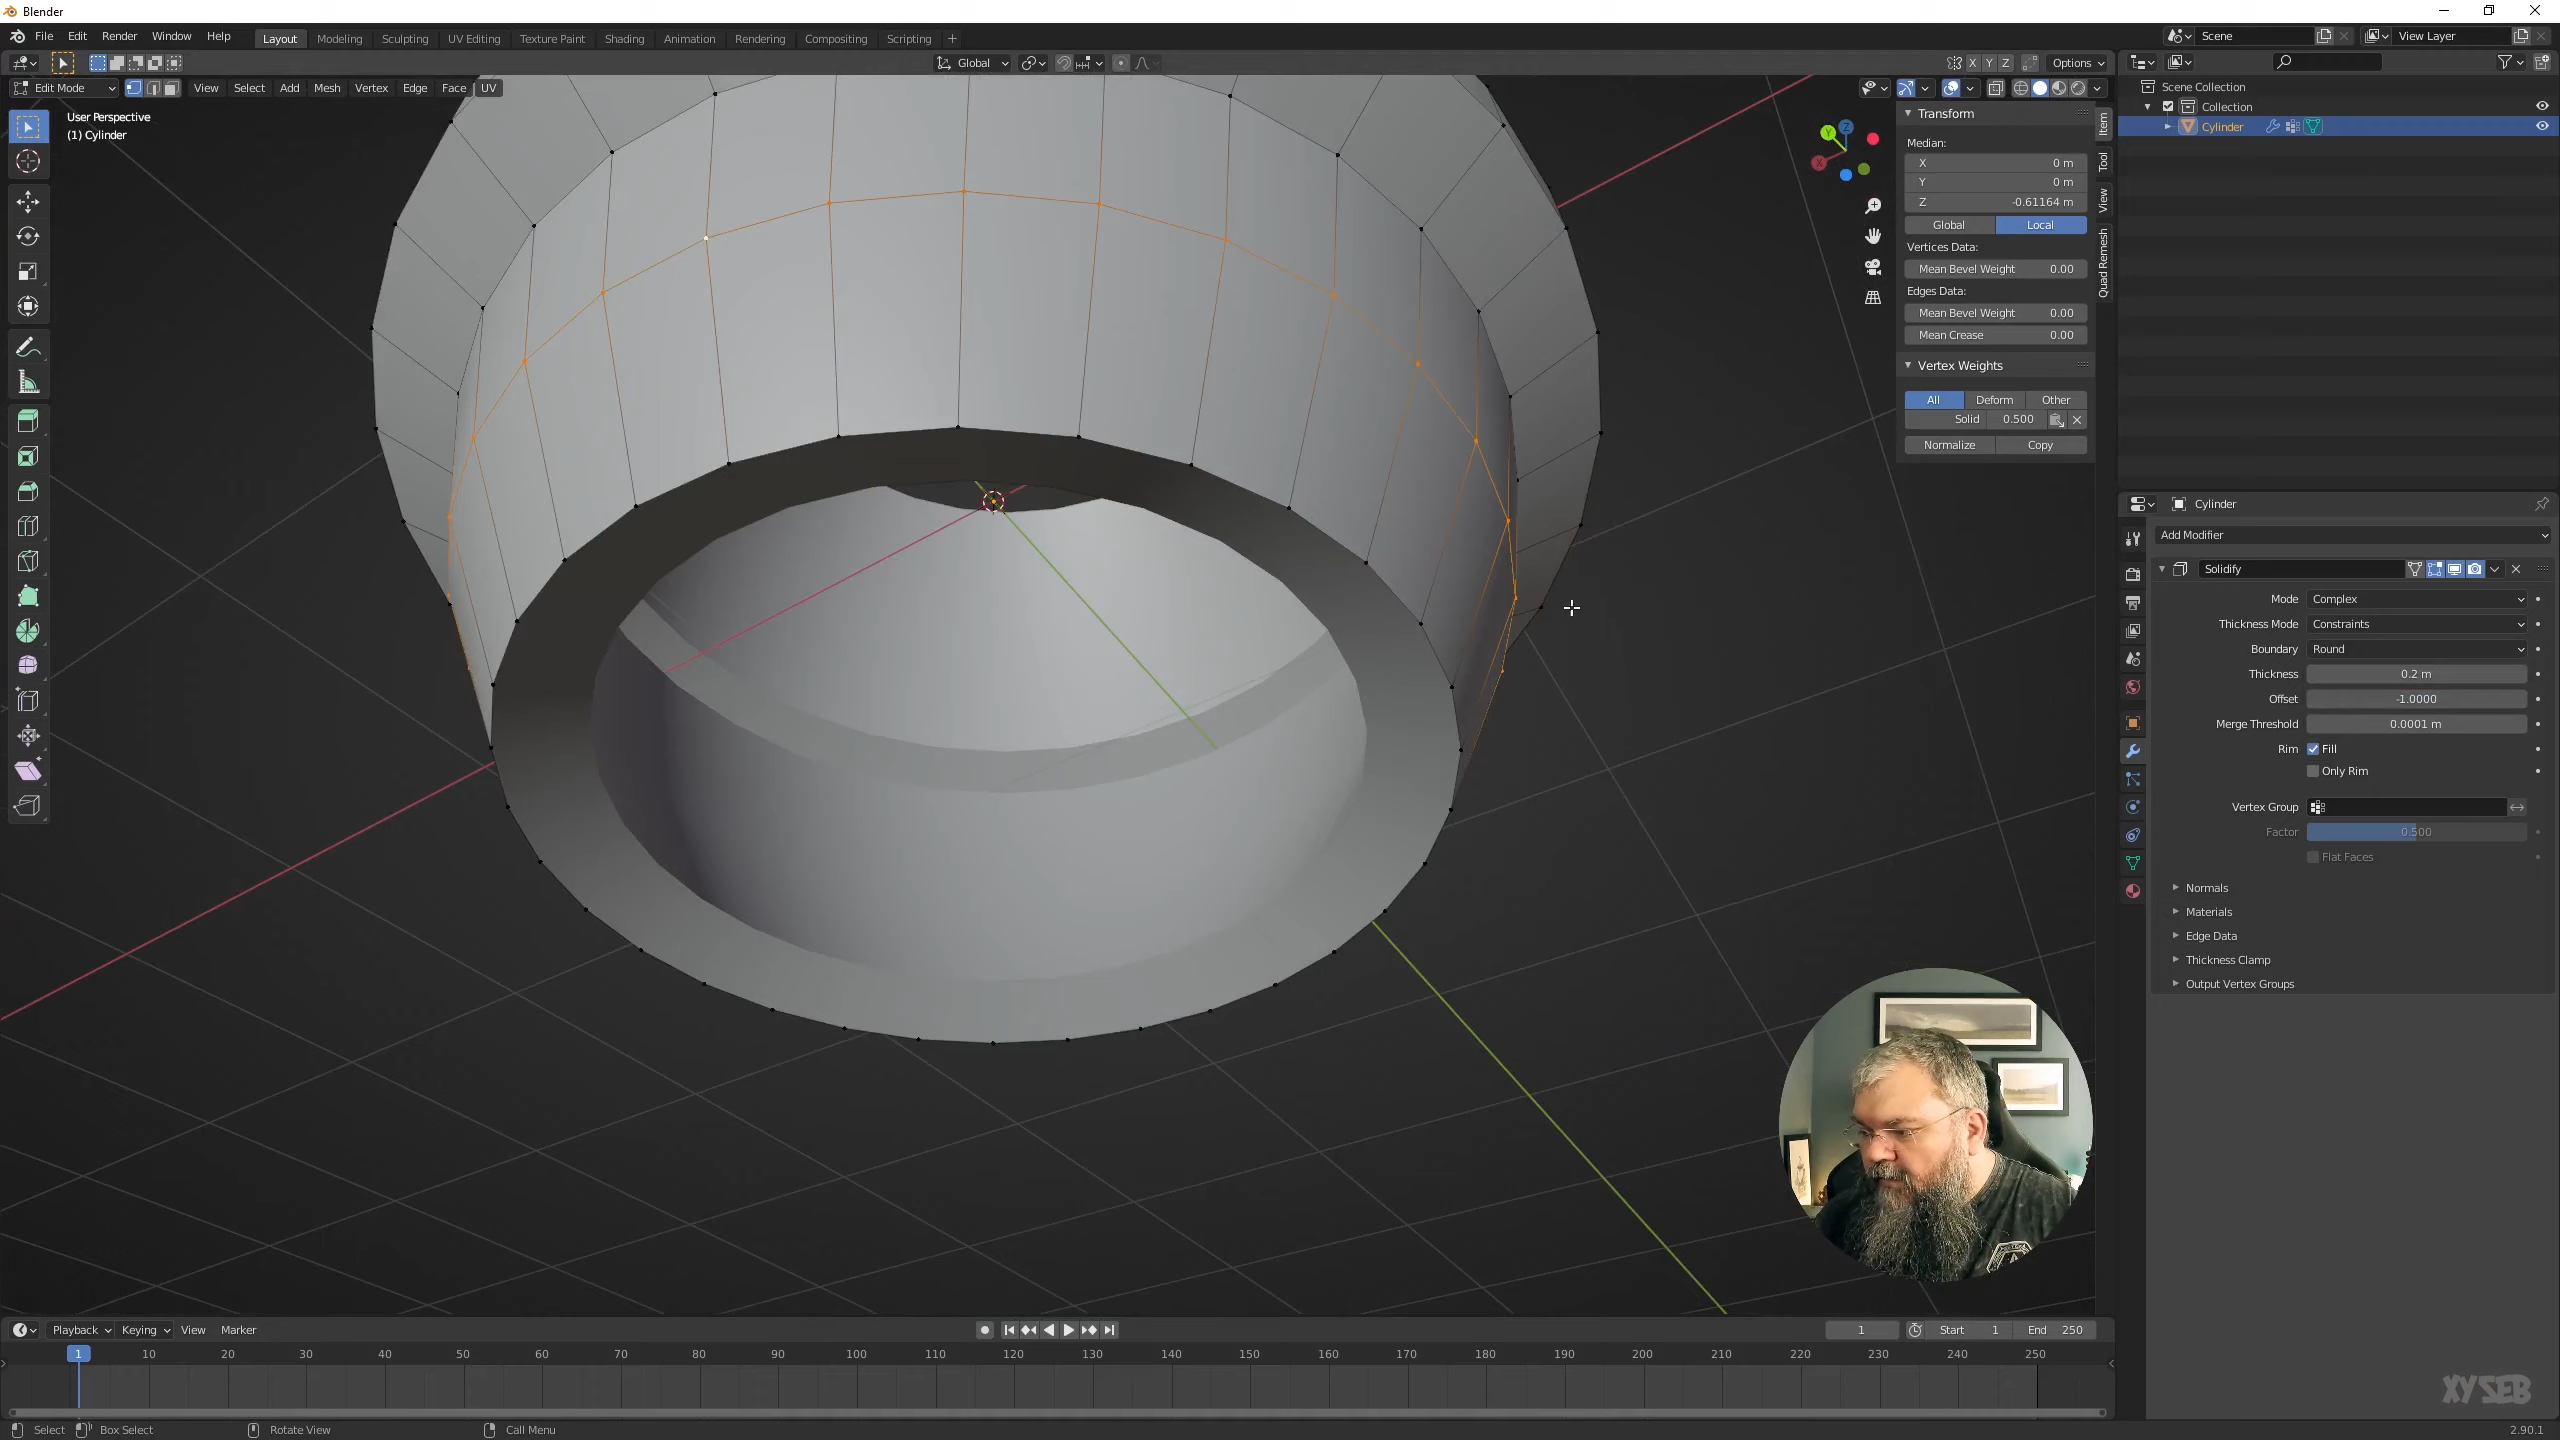 Blender
File Edit Render Window Help Layout Modeling Sculpting UV Editing Texture Paint Shading Animation Rendering Compositing Scripting + Scene View Layer
Global X Y Z Options
Edit Mode View Select Add Mesh Vertex Edge Face UV
User Perspective
(1) Cylinder
Y Z X
Transform
Median:
X 0 m
Y 0 m
Z -0.61164 m
Global Local
Vertices Data:
Mean Bevel Weight 0.00
Edges Data:
Mean Bevel Weight 0.00
Mean Crease 0.00
Vertex Weights
All Deform Other
Solid 0.500
Normalize Copy
Item
Tool
View
Quad Remesh
Scene Collection
Collection
Cylinder
Cylinder
Add Modifier
Solidify
Mode Complex
Thickness Mode Constraints
Boundary Round
Thickness 0.2 m
Offset -1.0000
Merge Threshold 0.0001 m
Rim Fill
Only Rim
Vertex Group
Factor 0.500
Flat Faces
Normals
Materials
Edge Data
Thickness Clamp
Output Vertex Groups
Playback Keying View Marker 1 Start 1 End 250
1 10 20 30 40 50 60 70 80 90 100 110 120 130 140 150 160 170 180 190 200 210 220 230 240 250
XYSEB
Select Box Select Rotate View Call Menu 2.90.1